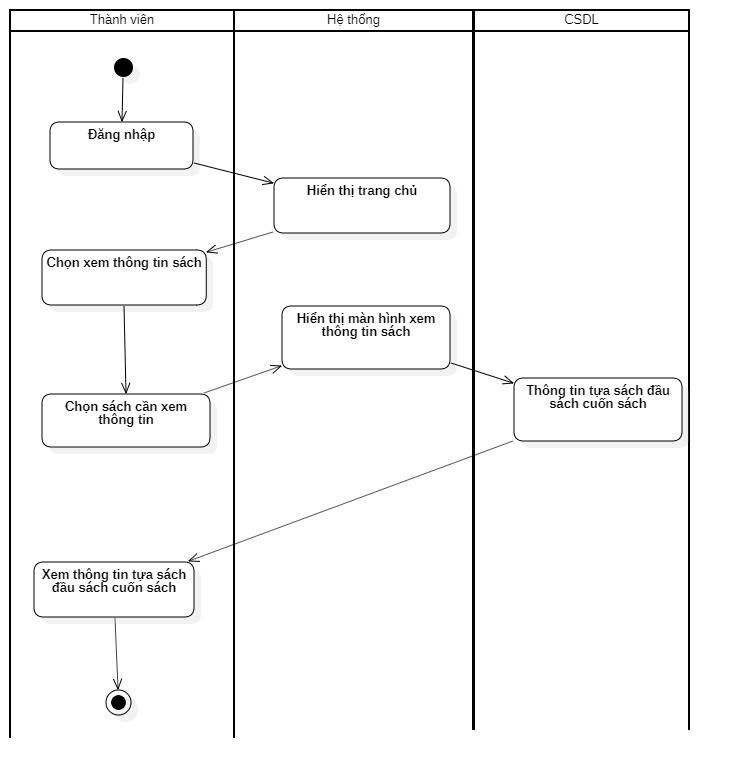 Thành viên
Hệ thống
CSDL
Đăng nhập
Hiển thị trang chủ
Chọn xem thông tin sách
Hiển thị màn hình xem
thông tin sách
Thông tin tựa sách đầu
sách cuốn sách
Chọn sách cần xem
thông tin
Xem thông tin tựa sách
đầu sách cuốn sách